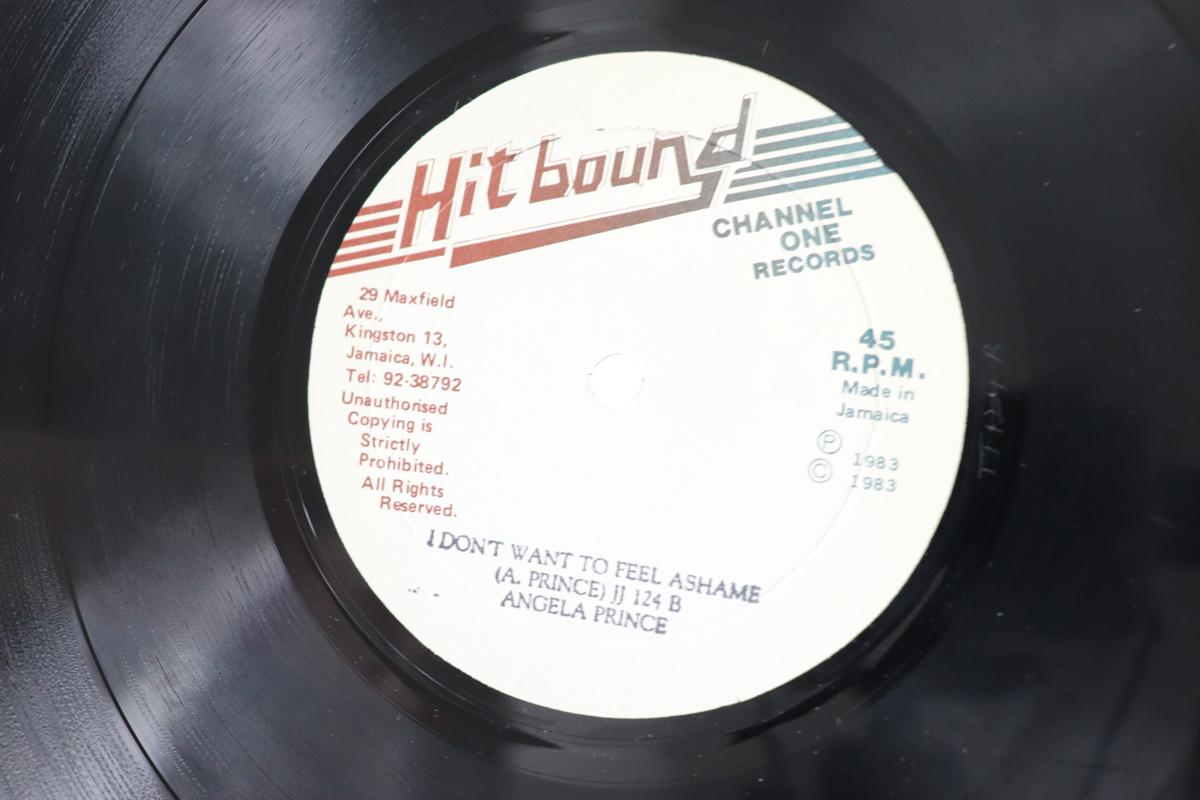 Hit bound
CHANNEL
ONE
RECORDS
29 Maxfield
Ave.,
Kingston 13,
Jamaica, W.I.
Tel: 92-38792
Unauthorised
Copying is
Strictly
Prohibited.
All Rights
Reserved.
45
R.P.M.
Made in
Jamaica
Ⓟ 1983
© 1983
I DON'T WANT TO FEEL ASHAME
(A. PRINCE) JJ 124 B
ANGELA PRINCE